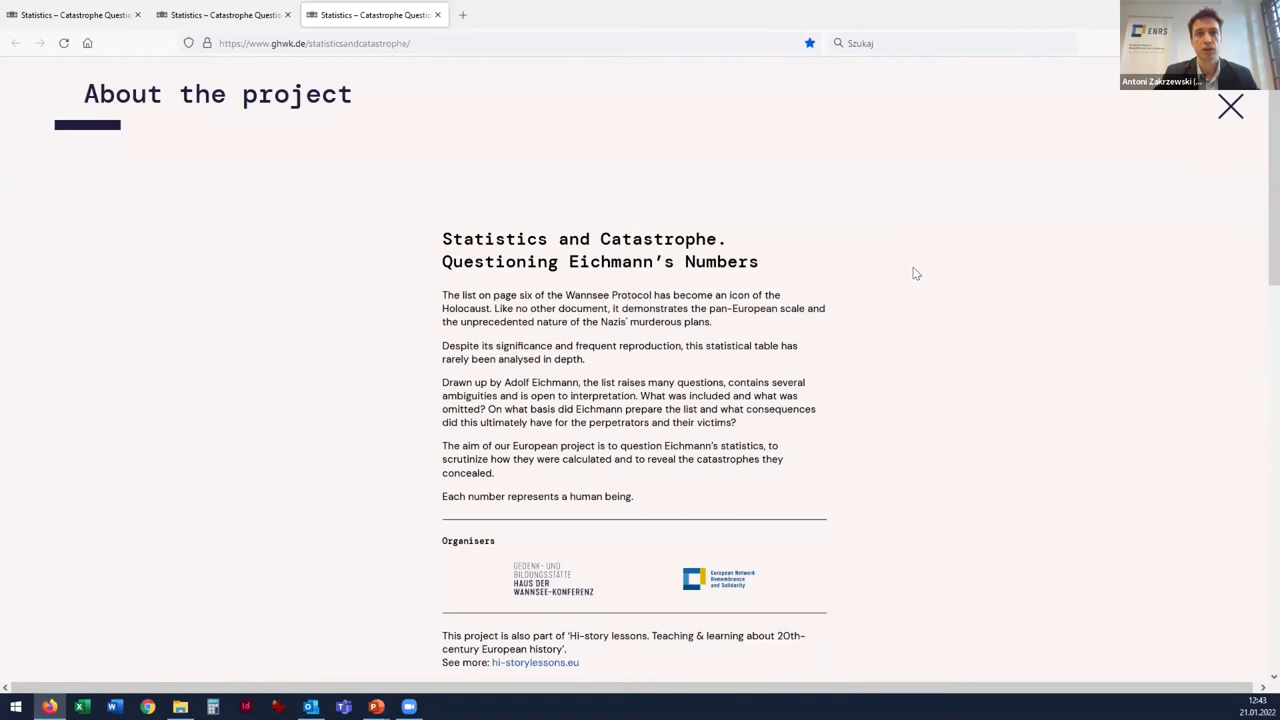 Statistics – Catastrophe Questio
Statistics – Catastrophe Questio
Statistics – Catastrophe Questio
https://www.ghwk.de/statisticsandcatastrophe/
Szukaj
ENRS
Antoni Zakrzewski (...
About the project
Statistics and Catastrophe.
Questioning Eichmann’s Numbers
The list on page six of the Wannsee Protocol has become an icon of the
Holocaust. Like no other document, it demonstrates the pan-European scale and
the unprecedented nature of the Nazis’ murderous plans.
Despite its significance and frequent reproduction, this statistical table has
rarely been analysed in depth.
Drawn up by Adolf Eichmann, the list raises many questions, contains several
ambiguities and is open to interpretation. What was included and what was
omitted? On what basis did Eichmann prepare the list and what consequences
did this ultimately have for the perpetrators and their victims?
The aim of our European project is to question Eichmann’s statistics, to
scrutinize how they were calculated and to reveal the catastrophes they
concealed.
Each number represents a human being.
Organisers
GEDENK- UND
BILDUNGSSTÄTTE
HAUS DER
WANNSEE-KONFERENZ
European Network
Remembrance
and Solidarity
This project is also part of ‘Hi-story lessons. Teaching & learning about 20th-
century European history’.
See more: hi-storylessons.eu
12:43
21.01.2022